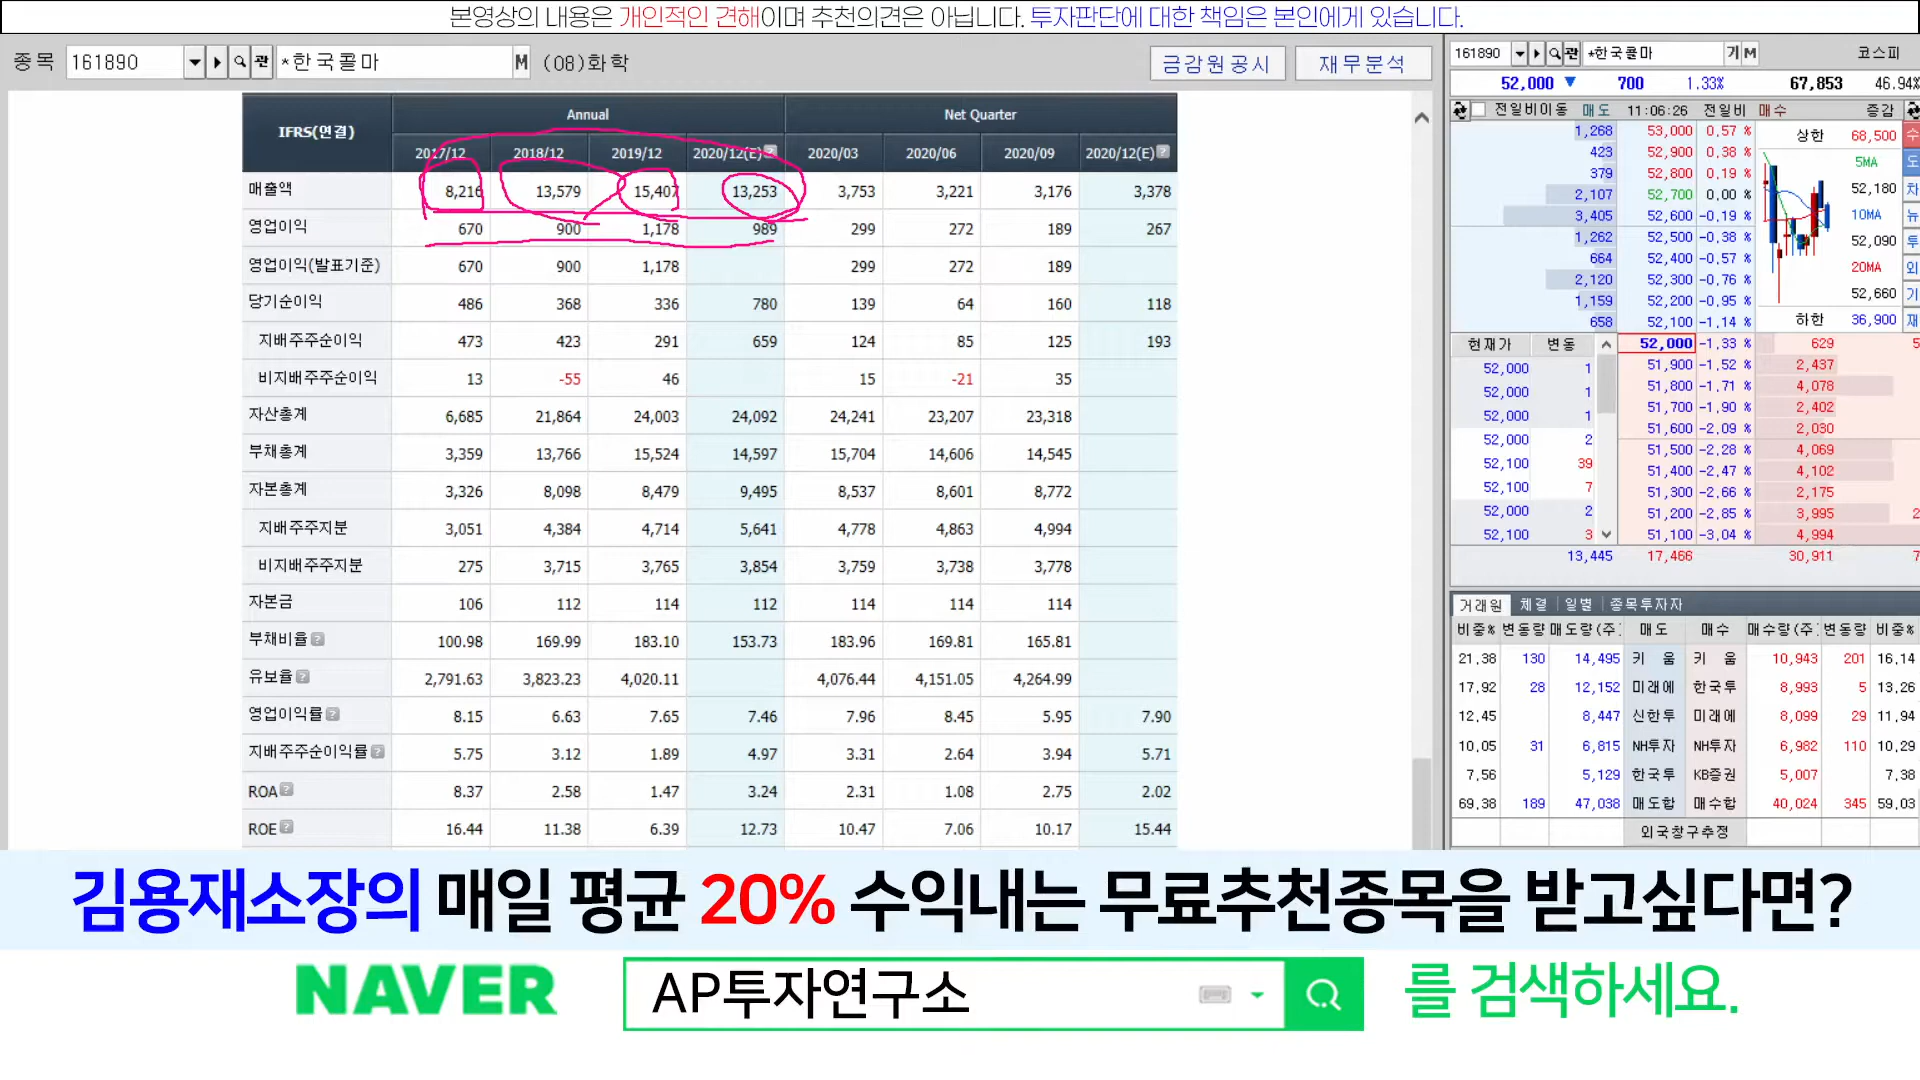 본영상의 내용은 개인적인 견해이며 추천의견은 아닙니다. 투자판단에 대한 책임은 본인에게 있습니다.
종목 161890 관 *한국콜마 M (08)화학 금감원공시 재무분석
IFRS(연결) Annual Net Quarter
2017/12 2018/12 2019/12 2020/12(E) 2020/03 2020/06 2020/09 2020/12(E)
매출액 8,216 13,579 15,407 13,253 3,753 3,221 3,176 3,378
영업이익 670 900 1,178 989 299 272 189 267
영업이익(발표기준) 670 900 1,178 299 272 189
당기순이익 486 368 336 780 139 64 160 118
지배주주순이익 473 423 291 659 124 85 125 193
비지배주주순이익 13 -55 46 15 -21 35
자산총계 6,685 21,864 24,003 24,092 24,241 23,207 23,318
부채총계 3,359 13,766 15,524 14,597 15,704 14,606 14,545
자본총계 3,326 8,098 8,479 9,495 8,537 8,601 8,772
지배주주지분 3,051 4,384 4,714 5,641 4,778 4,863 4,994
비지배주주지분 275 3,715 3,765 3,854 3,759 3,738 3,778
자본금 106 112 114 112 114 114 114
부채비율 100.98 169.99 183.10 153.73 183.96 169.81 165.81
유보율 2,791.63 3,823.23 4,020.11 4,076.44 4,151.05 4,264.99
영업이익률 8.15 6.63 7.65 7.46 7.96 8.45 5.95 7.90
지배주주순이익률 5.75 3.12 1.89 4.97 3.31 2.64 3.94 5.71
ROA 8.37 2.58 1.47 3.24 2.31 1.08 2.75 2.02
ROE 16.44 11.38 6.39 12.73 10.47 7.06 10.17 15.44
161890 관 *한국콜마 기 M 코스피
52,000 ▼ 700 1.33% 67,853 46.94%
전일비이동 매도 11:06:26 전일비 매수 증감
1,268 53,000 0.57 % 상한 68,500 수
423 52,900 0.38 % 5MA 도
379 52,800 0.19 % 52,180 차
2,107 52,700 0.00 % 10MA 뉴
3,405 52,600 -0.19 % 52,090 투
1,262 52,500 -0.38 %
664 52,400 -0.57 % 20MA 외
2,120 52,300 -0.76 %
1,159 52,200 -0.95 % 52,660 기
658 52,100 -1.14 % 하한 36,900 재
현재가 변동 52,000 -1.33 % 629 5
52,000 1 51,900 -1.52 % 2,437
52,000 1 51,800 -1.71 % 4,078
52,000 1 51,700 -1.90 % 2,402
52,000 2 51,600 -2.09 % 2,030
52,100 39 51,500 -2.28 % 4,069
51,400 -2.47 % 4,102
52,100 7 51,300 -2.66 % 2,175
52,000 2 51,200 -2.85 % 3,995 2
52,100 3 51,100 -3.04 % 4,994
13,445 17,466 30,911 7
거래원 체결 일별 종목투자자
비중% 변동량 매도량(주) 매도 매수 매수량(주) 변동량 비중%
21.38 130 14,495 키움 키움 10,943 201 16.14
17.92 28 12,152 미래에 한국투 8,993 5 13.26
12.45 8,447 신한투 미래에 8,099 29 11.94
10.05 31 6,815 NH투자 NH투자 6,982 110 10.29
7.56 5,129 한국투 KB증권 5,007 7.38
69.38 189 47,038 매도합 매수합 40,024 345 59.03
외국창구추정
김용재소장의 매일 평균 20% 수익내는 무료추천종목을 받고싶다면?
NAVER AP투자연구소 를 검색하세요.